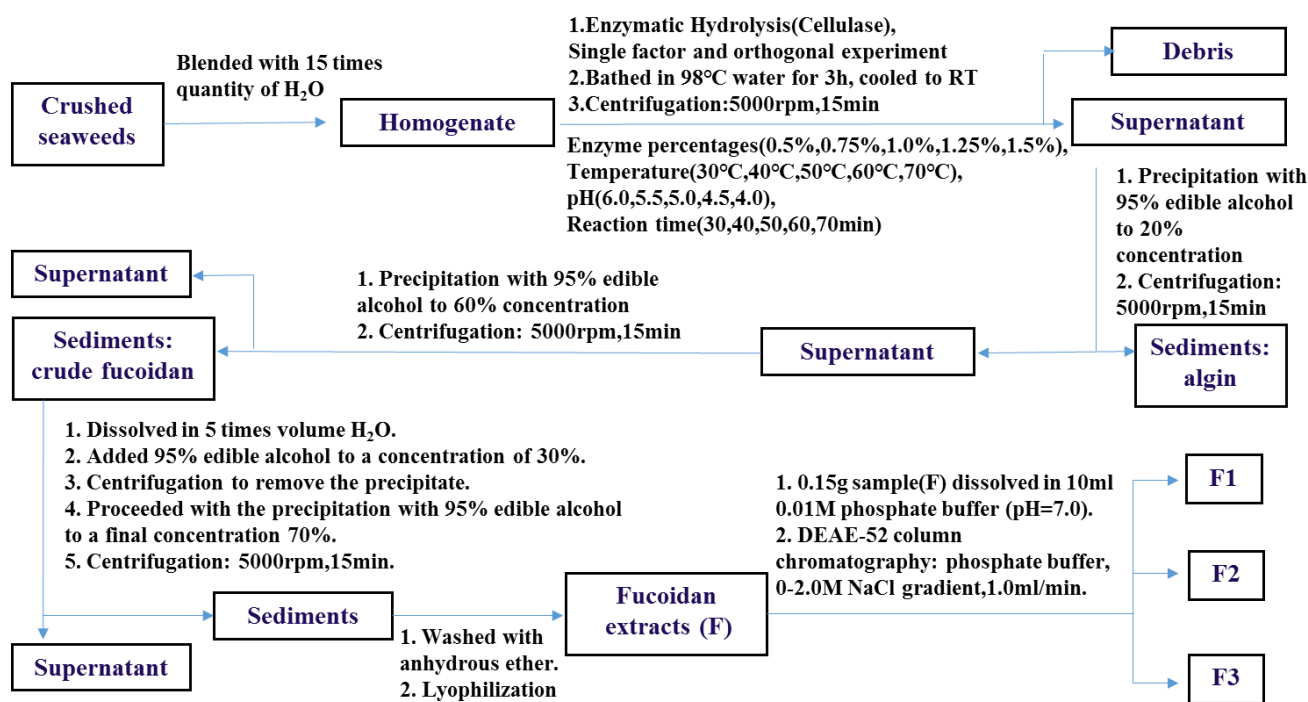 Blended with 15 times
quantity of H₂O
Crushed
seaweeds
Homogenate
1.Enzymatic Hydrolysis(Cellulase),
Single factor and orthogonal experiment
2.Bathed in 98℃ water for 3h, cooled to RT
3.Centrifugation:5000rpm,15min
Enzyme percentages(0.5%,0.75%,1.0%,1.25%,1.5%),
Temperature(30℃,40℃,50℃,60℃,70℃),
pH(6.0,5.5,5.0,4.5,4.0),
Reaction time(30,40,50,60,70min)
Debris
Supernatant
1. Precipitation with
95% edible alcohol
to 20%
concentration
2. Centrifugation:
5000rpm,15min
Sediments:
algin
Supernatant
1. Precipitation with 95% edible
alcohol to 60% concentration
2. Centrifugation: 5000rpm,15min
Supernatant
Sediments:
crude fucoidan
1. Dissolved in 5 times volume H₂O.
2. Added 95% edible alcohol to a concentration of 30%.
3. Centrifugation to remove the precipitate.
4. Proceeded with the precipitation with 95% edible alcohol
to a final concentration 70%.
5. Centrifugation: 5000rpm,15min.
Supernatant
Sediments
1. Washed with
anhydrous ether.
2. Lyophilization
Fucoidan
extracts (F)
1. 0.15g sample(F) dissolved in 10ml
0.01M phosphate buffer (pH=7.0).
2. DEAE-52 column
chromatography: phosphate buffer,
0-2.0M NaCl gradient,1.0ml/min.
F1
F2
F3